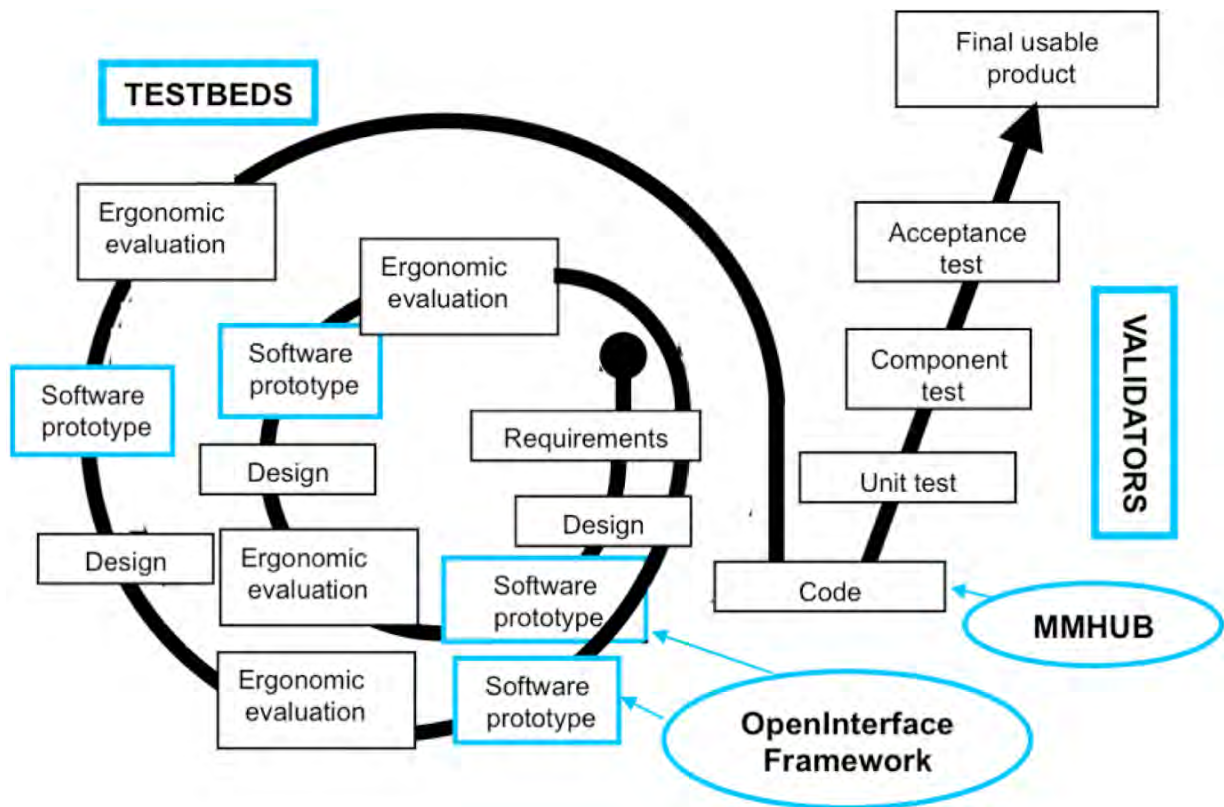 Final usable
product
TESTBEDS
Ergonomic
evaluation
Ergonomic
evaluation
Acceptance
test
VALIDATORS
Software
prototype
Component
test
Software
prototype
Requirements
Design
Unit test
Design
Design
Ergonomic
evaluation
Software
prototype
Code
MMHUB
Ergonomic
evaluation
Software
prototype
OpenInterface
Framework